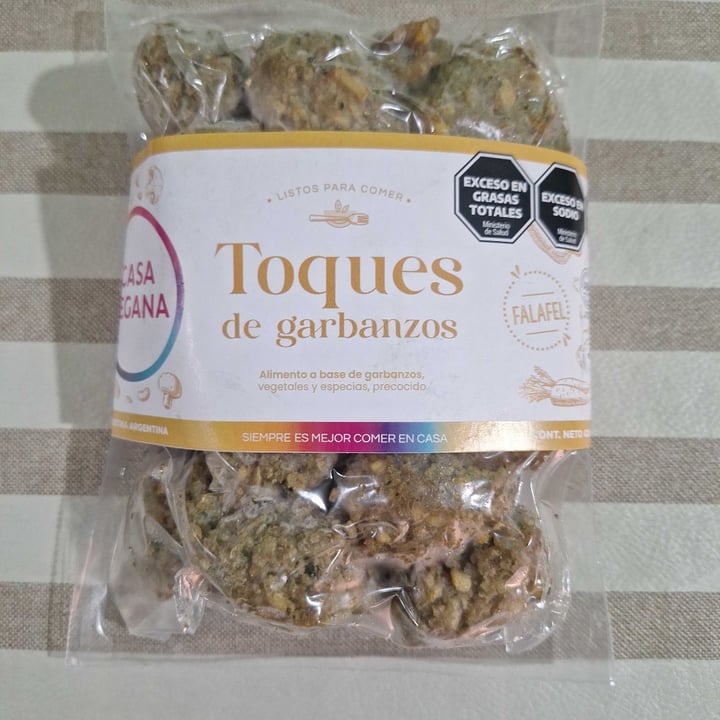 LISTOS PARA COMER
EXCESO EN
GRASAS
TOTALES
Ministerio
de Salud
EXCESO EN
SODIO
Ministerio
de Salud
CASA
EGANA
Toques
de garbanzos
FALAFEL
Alimento a base de garbanzos,
vegetales y especias, precocido.
ARGENTINA
SIEMPRE ES MEJOR COMER EN CASA
CONT. NETO